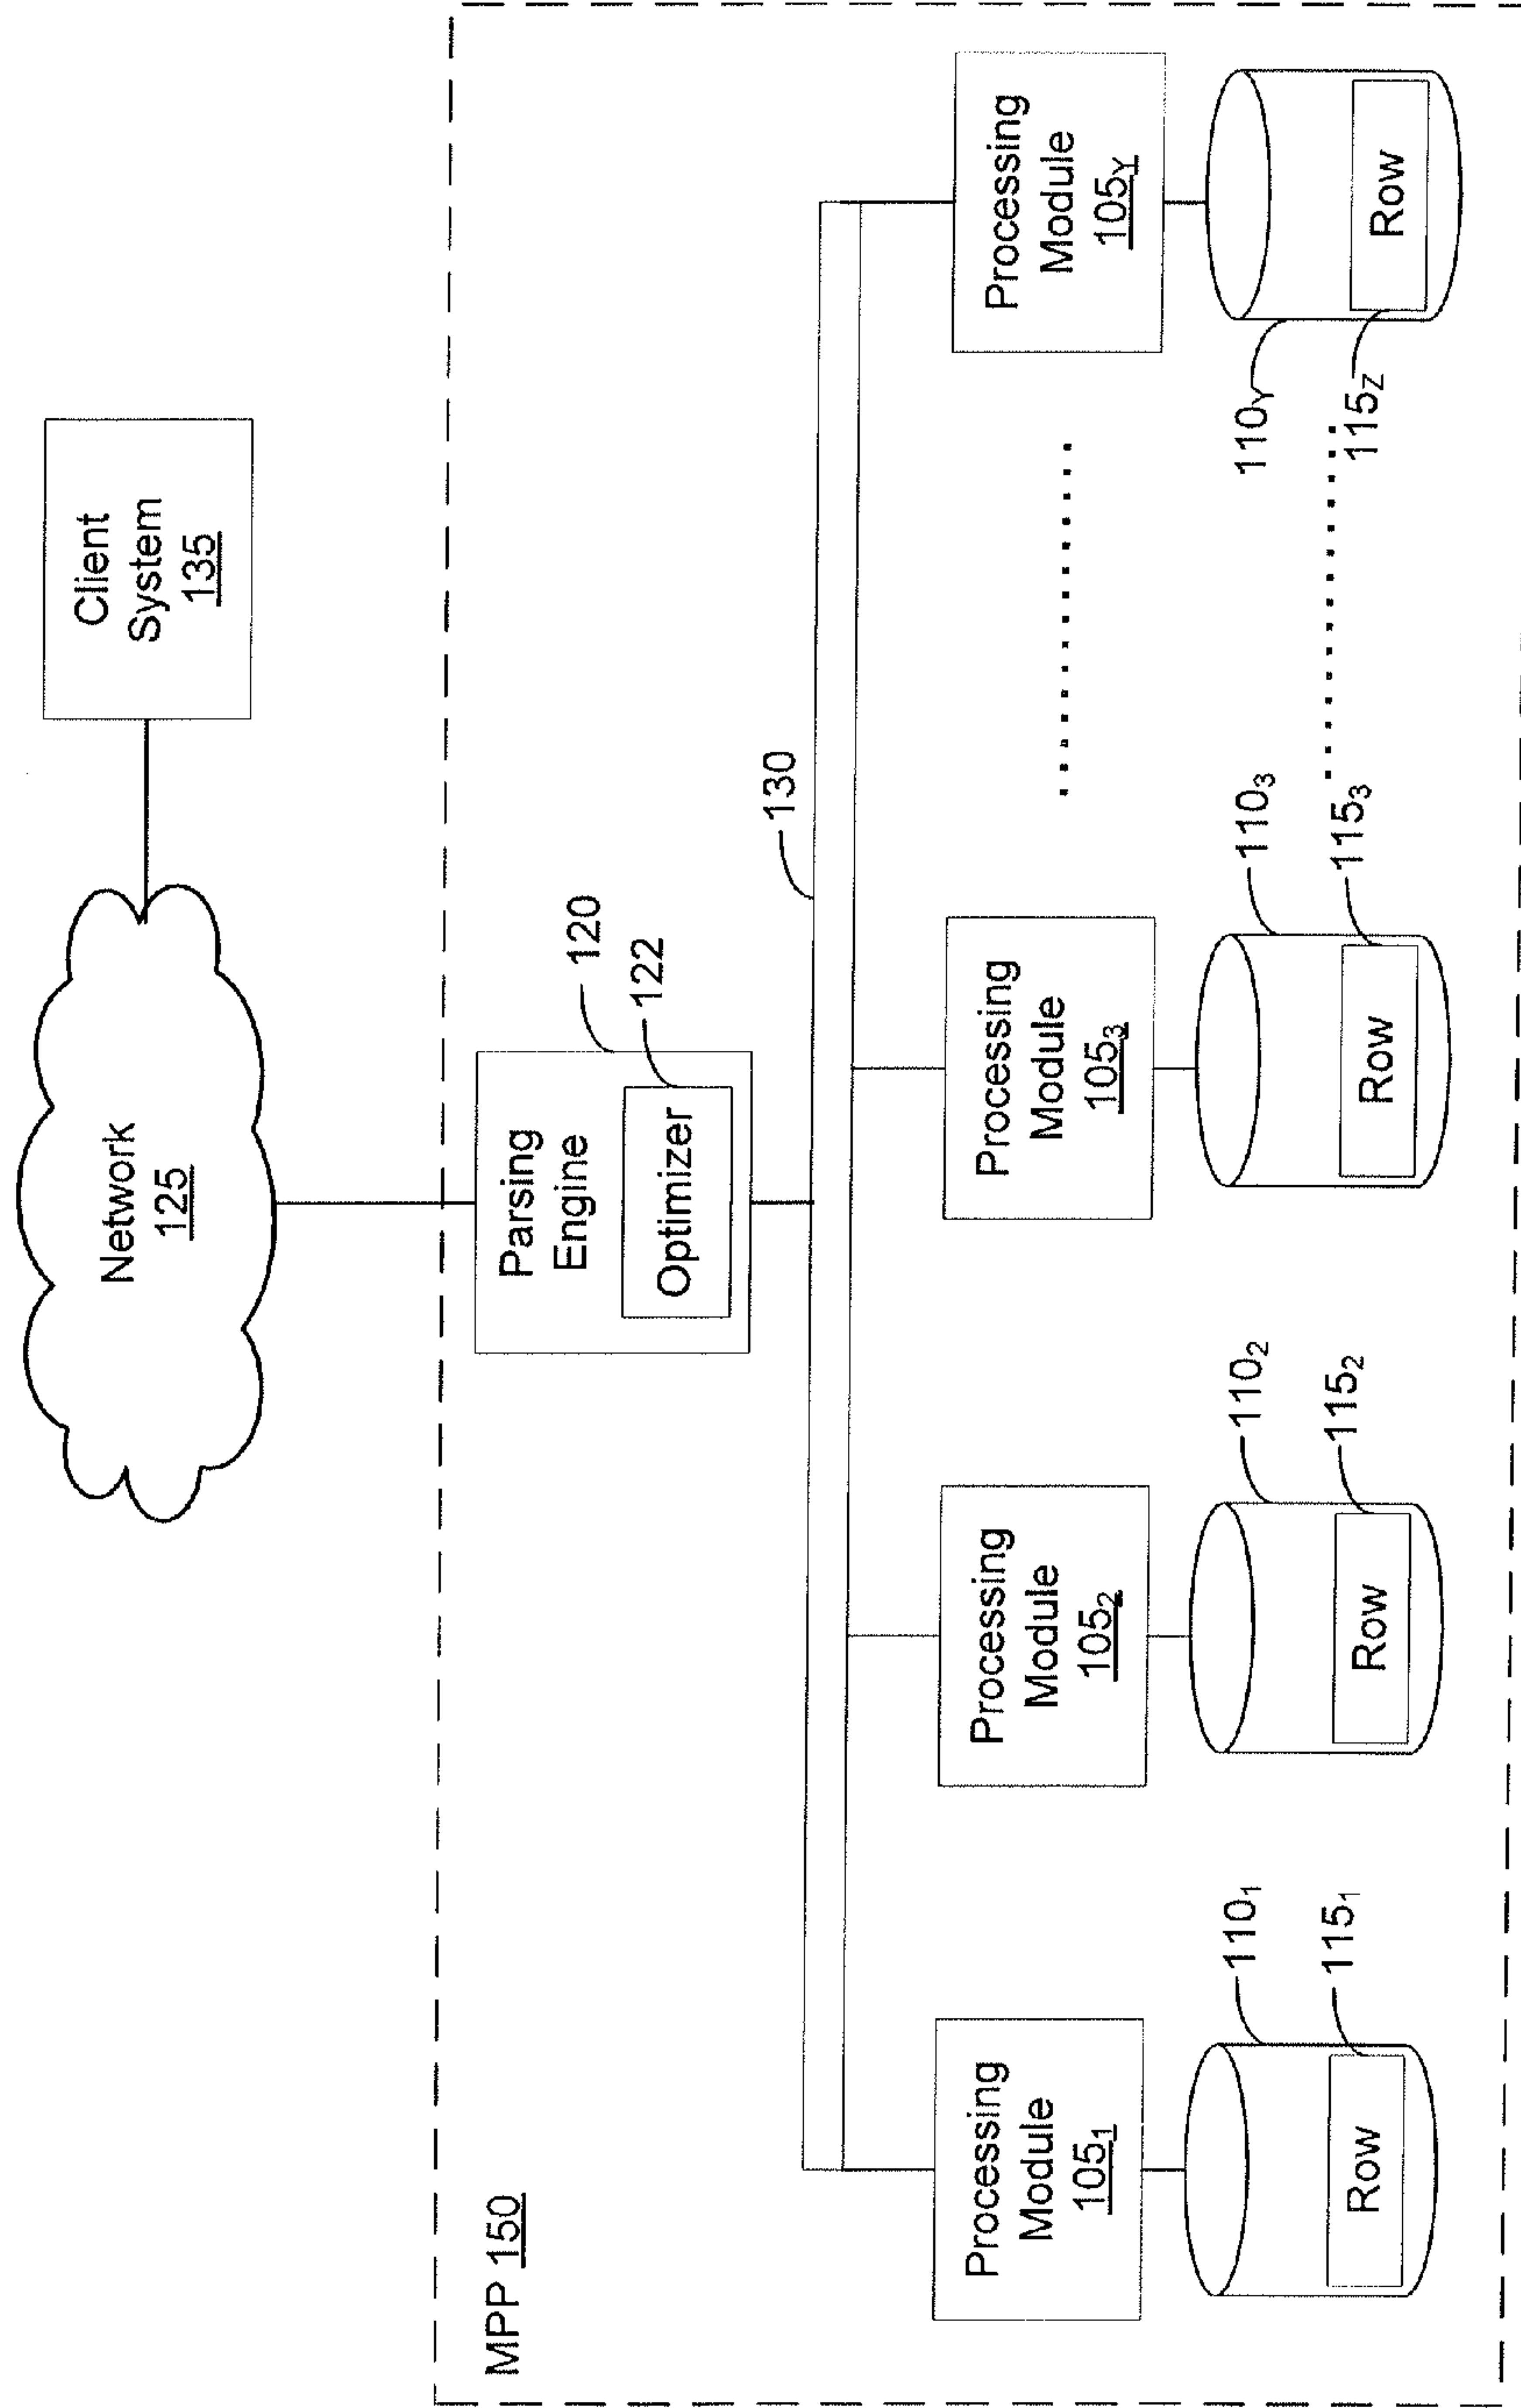 Client
System
135
Network
125
MPP 150
Parsing
Engine
120
Optimizer
122
130
Processing
Module
105₁
Processing
Module
105₂
Processing
Module
105₃
Processing
Module
105Y
110₁
110₂
110₃
110Y
Row
115₁
Row
115₂
Row
115₃
115Z
Row